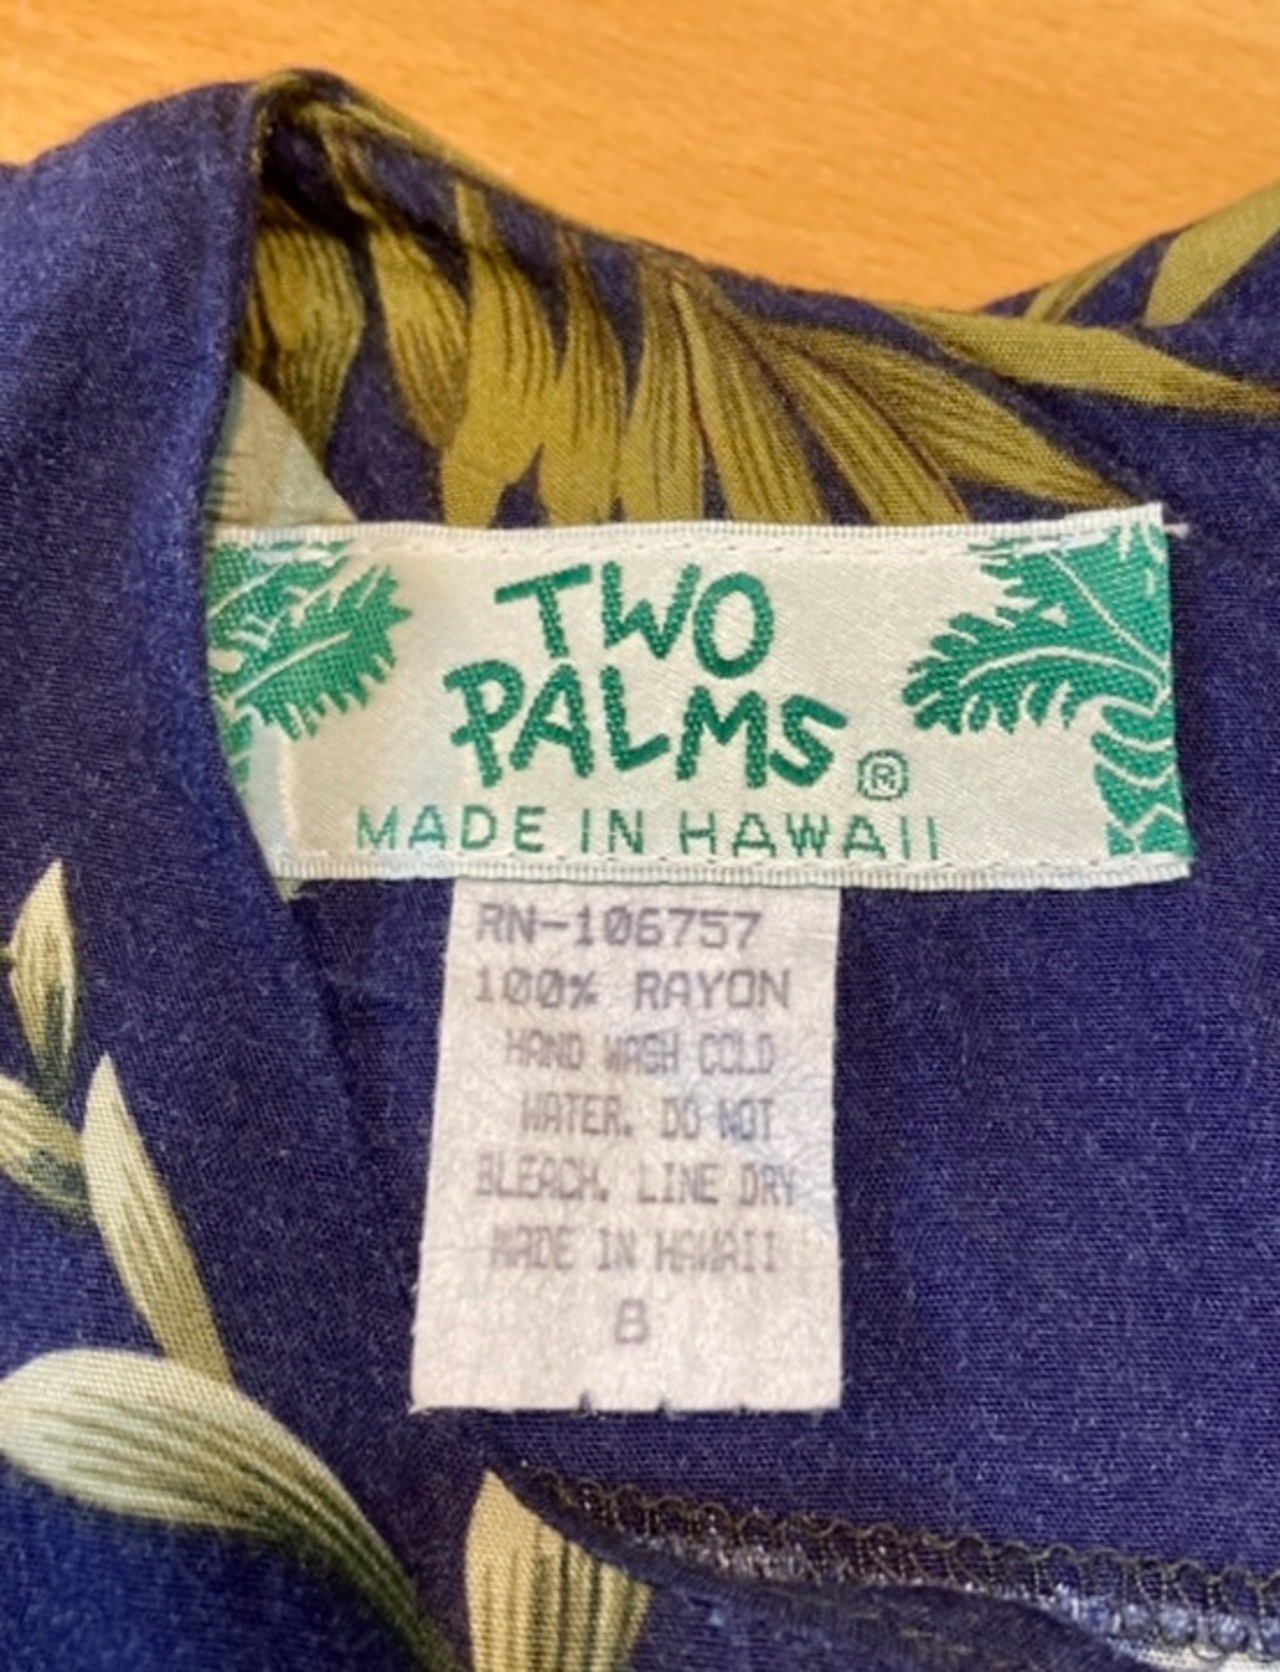 TWO
PALMS®
MADE IN HAWAII
RN-106757
100% RAYON
HAND WASH COLD
WATER. DO NOT
BLEACH. LINE DRY
MADE IN HAWAII
8